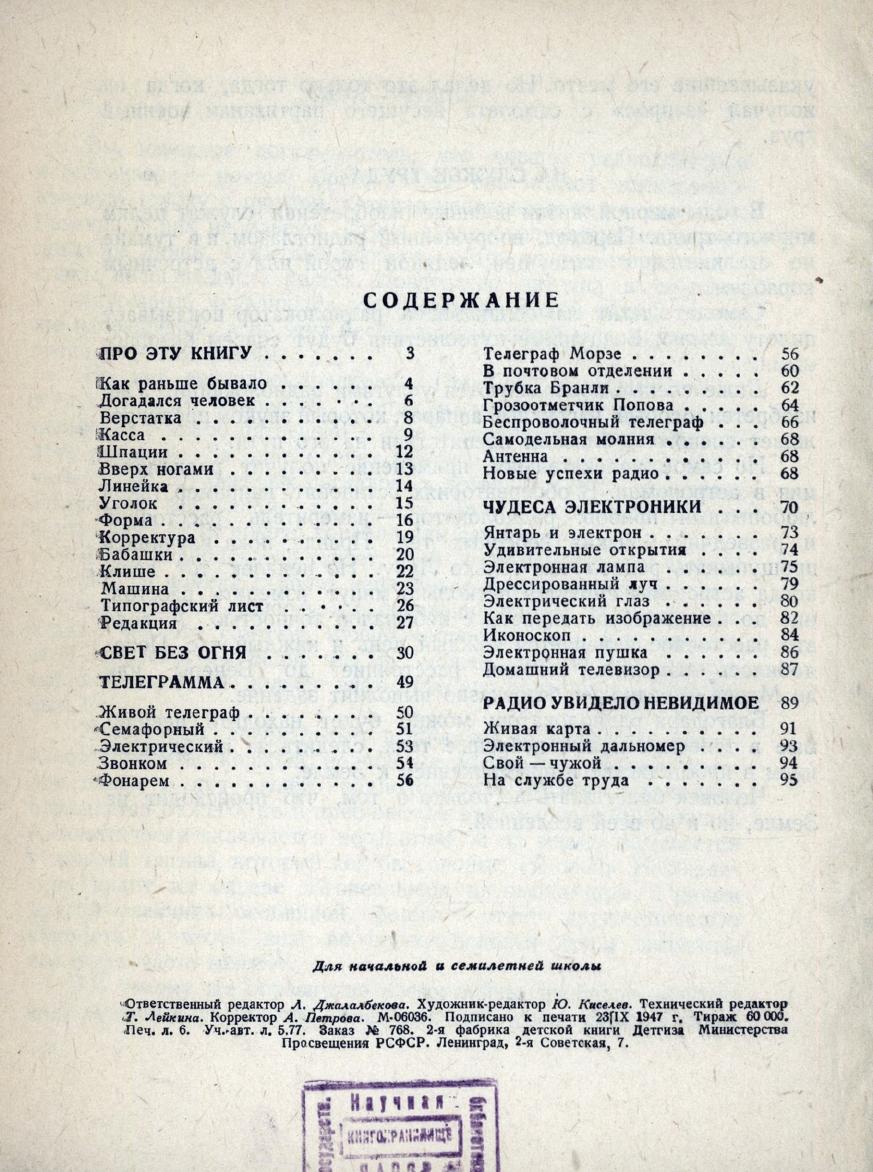 СОДЕРЖАНИЕ
ПРО ЭТУ КНИГУ . . . . . . . 3
Как раньше бывало . . . . . . . 4
Догадался человек . . . . . . . 6
Верстатка . . . . . . . . . . . 8
Касса . . . . . . . . . . . . . 9
Шпации . . . . . . . . . . . . 12
Вверх ногами . . . . . . . . . 13
Линейка . . . . . . . . . . . . 14
Уголок . . . . . . . . . . . . 15
Форма . . . . . . . . . . . . . 16
Корректура . . . . . . . . . . 19
Бабашки . . . . . . . . . . . . 20
Клише . . . . . . . . . . . . . 22
Машина . . . . . . . . . . . . 23
Типографский лист . . . . . . . 26
Редакция . . . . . . . . . . . 27
СВЕТ БЕЗ ОГНЯ . . . . . . . 30
ТЕЛЕГРАММА . . . . . . . . . 49
Живой телеграф . . . . . . . . 50
Семафорный . . . . . . . . . . 51
Электрический . . . . . . . . . 53
Звонком . . . . . . . . . . . . 54
Фонарем . . . . . . . . . . . . 56
Телеграф Морзе . . . . . . . . 56
В почтовом отделении . . . . . 60
Трубка Бранли . . . . . . . . . 62
Грозоотметчик Попова . . . . . 64
Беспроволочный телеграф . . . . 66
Самодельная молния . . . . . . 68
Антенна . . . . . . . . . . . . 68
Новые успехи радио . . . . . . 68
ЧУДЕСА ЭЛЕКТРОНИКИ . . . 70
Янтарь и электрон . . . . . . . 73
Удивительные открытия . . . . . 74
Электронная лампа . . . . . . . 75
Дрессированный луч . . . . . . 79
Электрический глаз . . . . . . 80
Как передать изображение . . . 82
Иконоскоп . . . . . . . . . . . 84
Электронная пушка . . . . . . . 86
Домашний телевизор . . . . . . 87
РАДИО УВИДЕЛО НЕВИДИМОЕ 89
Живая карта . . . . . . . . . . 91
Электронный дальномер . . . . . 93
Свой — чужой . . . . . . . . . 94
На службе труда . . . . . . . . 95
Для начальной и семилетней школы
Ответственный редактор Л. Джалалбекова. Художник-редактор Ю. Киселев. Технический редактор
Т. Лейкина. Корректор А. Петрова. М-06036. Подписано к печати 23/IX 1947 г. Тираж 60 000.
Печ. л. 6. Уч.-авт. л. 5.77. Заказ № 768. 2-я фабрика детской книги Детгиза Министерства
Просвещения РСФСР. Ленинград, 2-я Советская, 7.
Научная
КНИГОХРАНИЛИЩЕ